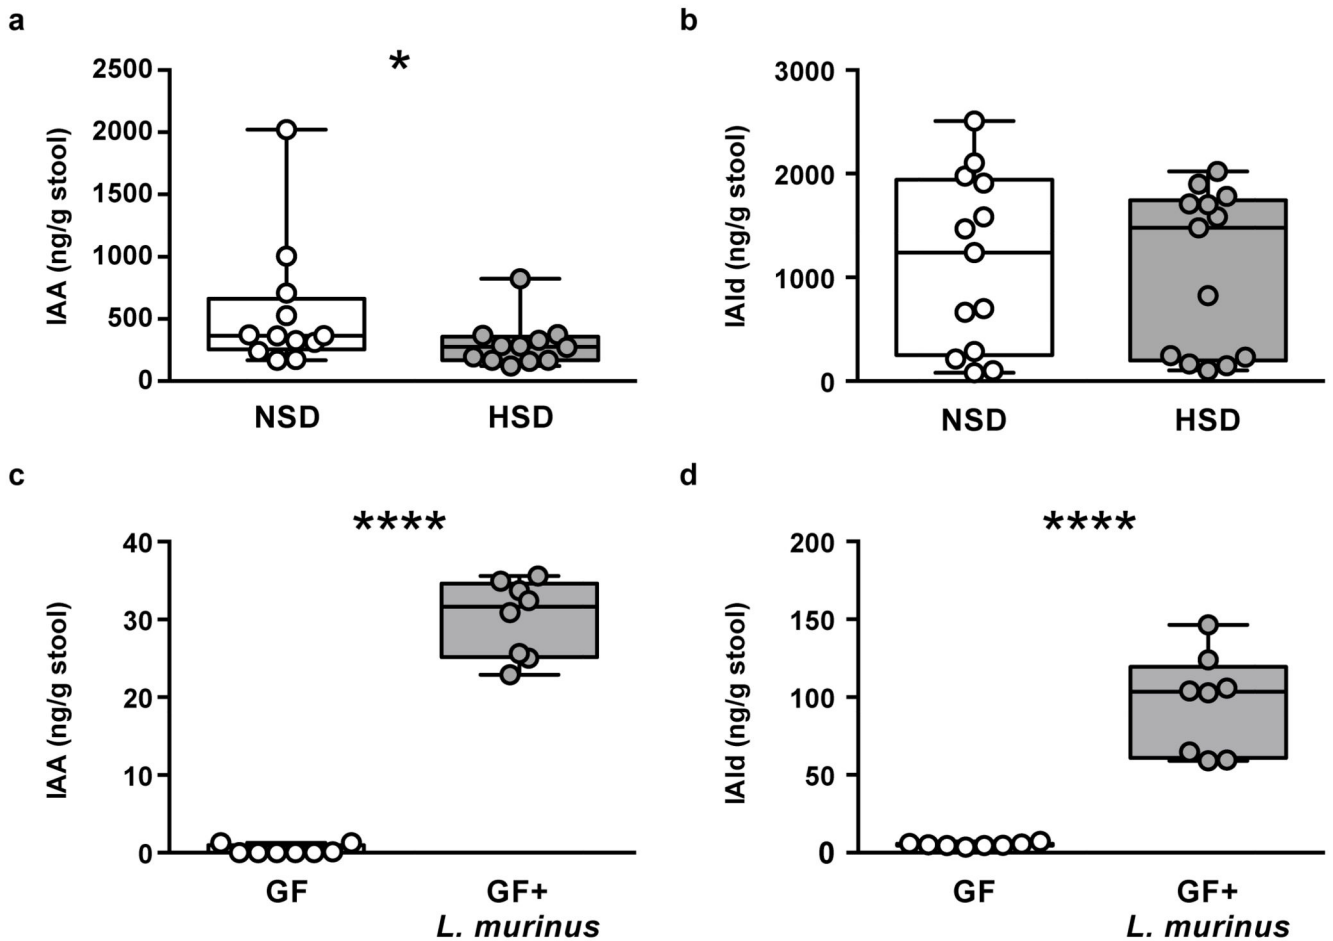 a
*
IAA (ng/g stool)
2500
2000
1500
1000
500
0
NSD
HSD
b
IAld (ng/g stool)
3000
2000
1000
0
NSD
HSD
c
****
IAA (ng/g stool)
40
30
20
10
0
GF
GF+
L. murinus
d
****
IAld (ng/g stool)
200
150
100
50
0
GF
GF+
L. murinus